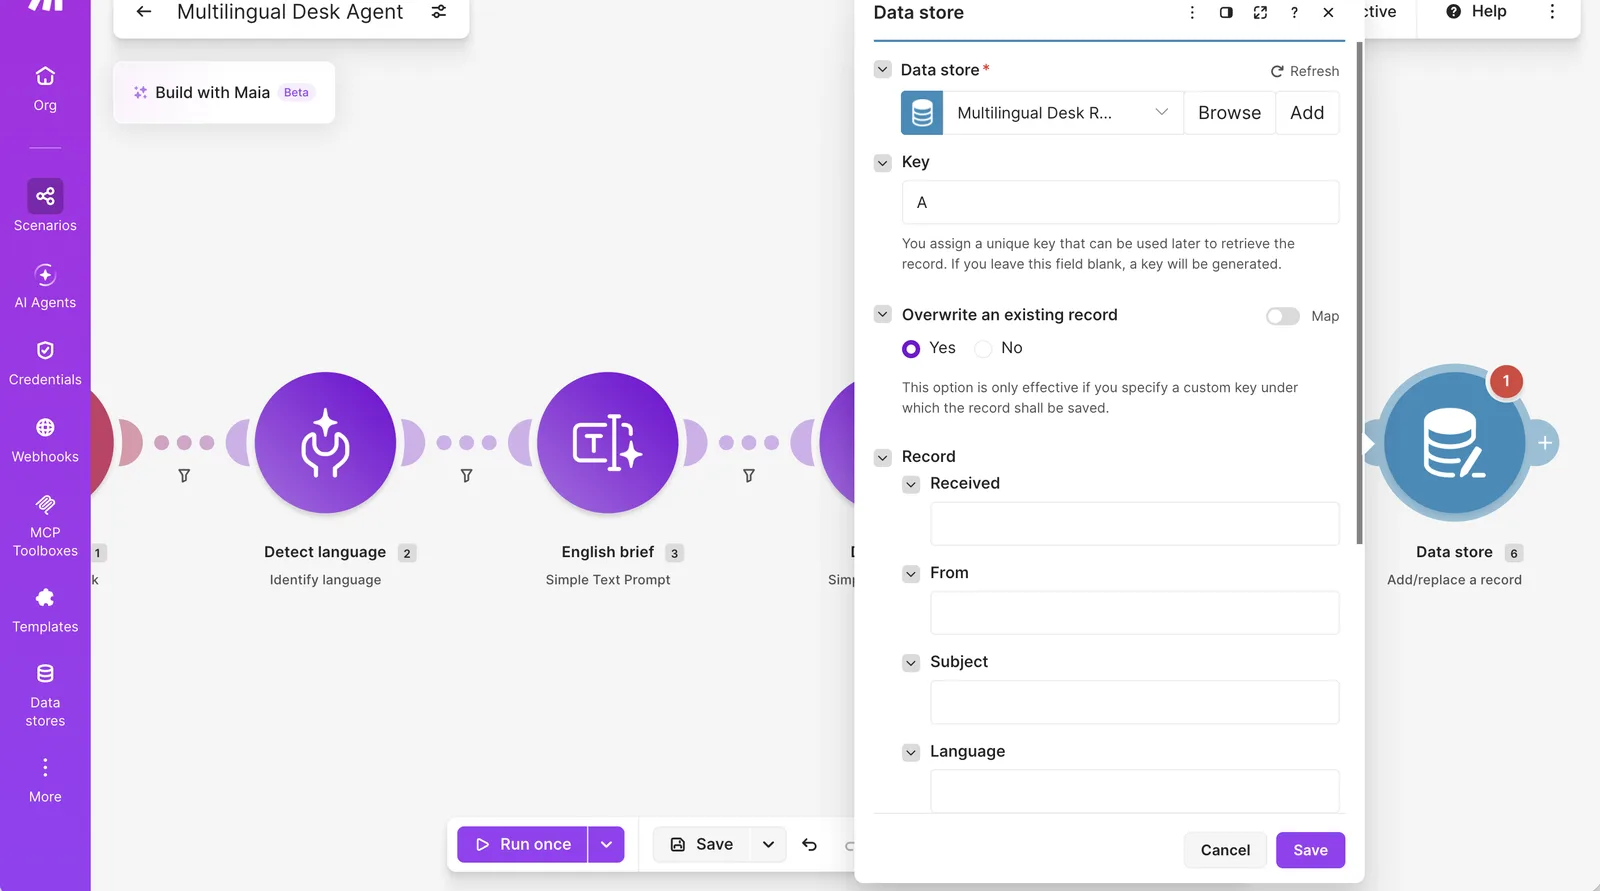 Multilingual Desk Agent
Build with Maia Beta
Org
Scenarios
AI Agents
Credentials
Webhooks
MCP
Toolboxes
Templates
Data
stores
More
1
k
Detect language 2
Identify language
English brief 3
Simple Text Prompt
D
Simp
Run once
Save
Data store
Data store*
Refresh
Multilingual Desk R...
Browse
Add
Key
A
You assign a unique key that can be used later to retrieve the
record. If you leave this field blank, a key will be generated.
Overwrite an existing record
Map
Yes
No
This option is only effective if you specify a custom key under
which the record shall be saved.
Record
Received
From
Subject
Language
Cancel
Save
ctive
Help
1
Data store 6
Add/replace a record